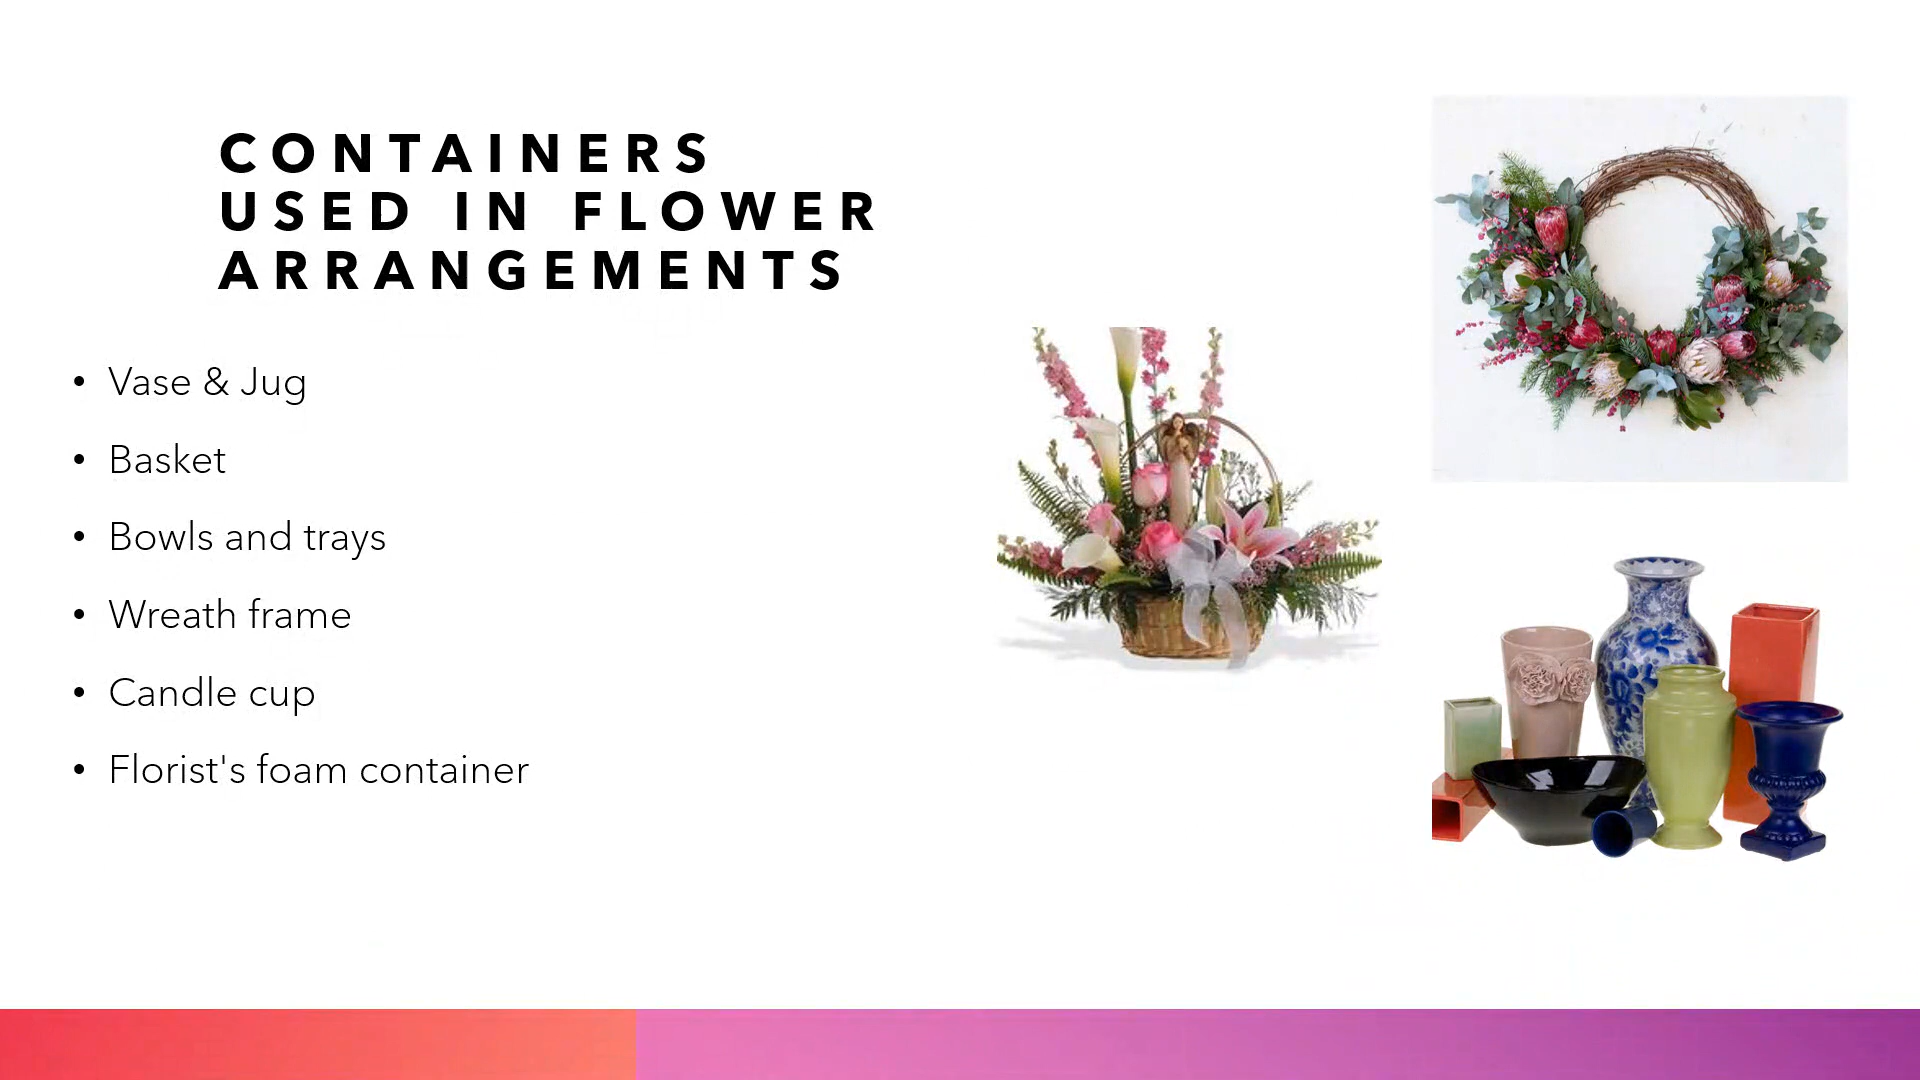 CONTAINERS
USED IN FLOWER
ARRANGEMENTS
• Vase & Jug
• Basket
• Bowls and trays
• Wreath frame
• Candle cup
• Florist's foam container